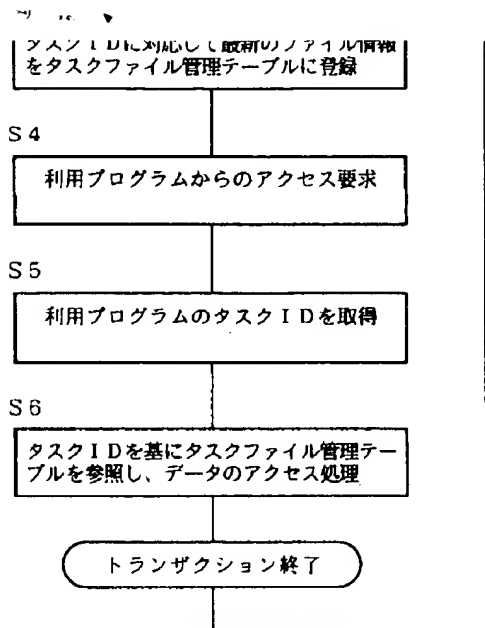 タスクIDに対応して最新のファイル情報
をタスクファイル管理テーブルに登録
S4
利用プログラムからのアクセス要求
S5
利用プログラムのタスクIDを取得
S6
タスクIDを基にタスクファイル管理テー
ブルを参照し、データのアクセス処理
トランザクション終了